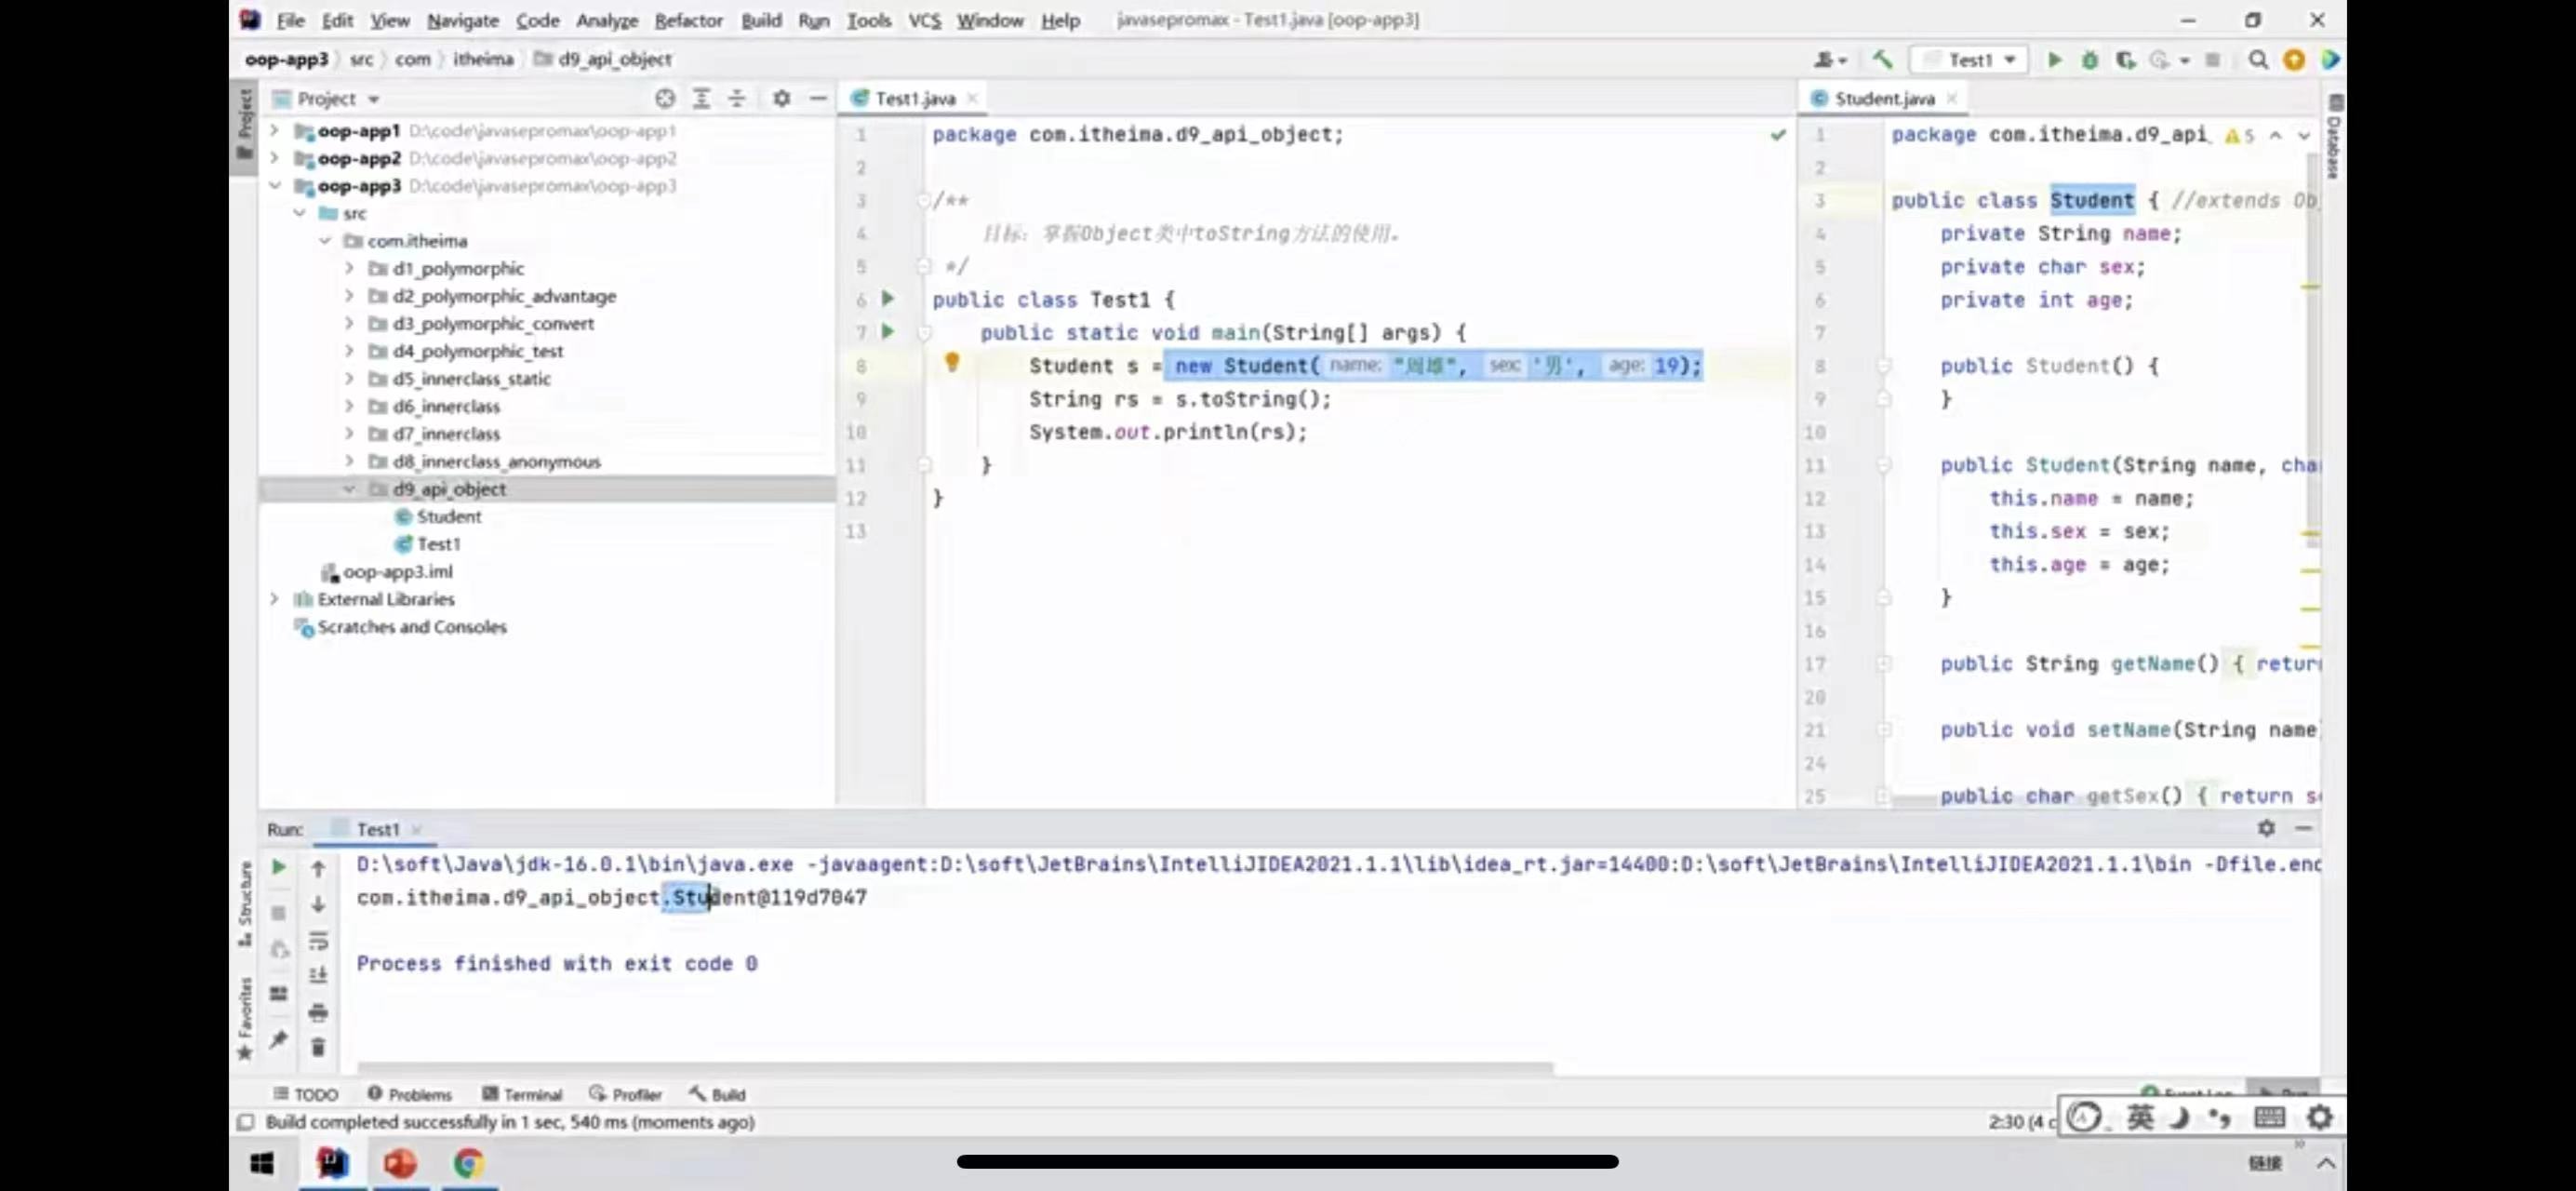 File Edit View Navigate Code Analyze Refactor Build Run Tools VCS Window Help javasepromax - Test1.java [oop-app3]
oop-app3 src com itheima d9_api_object Test1
Project
Project
Test1.java
Student.java
Database
oop-app1 D:\code\javasepromax\oop-app1
oop-app2 D:\code\javasepromax\oop-app2
oop-app3 D:\code\javasepromax\oop-app3
src
com.itheima
d1_polymorphic
d2_polymorphic_advantage
d3_polymorphic_convert
d4_polymorphic_test
d5_innerclass_static
d6_innerclass
d7_innerclass
d8_innerclass_anonymous
d9_api_object
Student
Test1
oop-app3.iml
External Libraries
Scratches and Consoles
1 package com.itheima.d9_api_object;
2
3 /**
4 目标：掌握Object类中toString方法的使用。
5 */
6 public class Test1 {
7 public static void main(String[] args) {
8 Student s = new Student( name: "周雄", sex: '男', age: 19);
9 String rs = s.toString();
10 System.out.println(rs);
11 }
12 }
13
1 package com.itheima.d9_api_ 5
2
3 public class Student { //extends Ob
4 private String name;
5 private char sex;
6 private int age;
7
8 public Student() {
9 }
10
11 public Student(String name, cha
12 this.name = name;
13 this.sex = sex;
14 this.age = age;
15 }
16
17 public String getName() { retur
20
21 public void setName(String name
24
25 public char getSex() { return s
Run: Test1
D:\soft\Java\jdk-16.0.1\bin\java.exe -javaagent:D:\soft\JetBrains\IntelliJIDEA2021.1.1\lib\idea_rt.jar=14400:D:\soft\JetBrains\IntelliJIDEA2021.1.1\bin -Dfile.enc
com.itheima.d9_api_object.Student@119d7047
Process finished with exit code 0
Structure
Favorites
TODO Problems Terminal Profiler Build
Build completed successfully in 1 sec, 540 ms (moments ago)
2:30 (4 c
英
链接